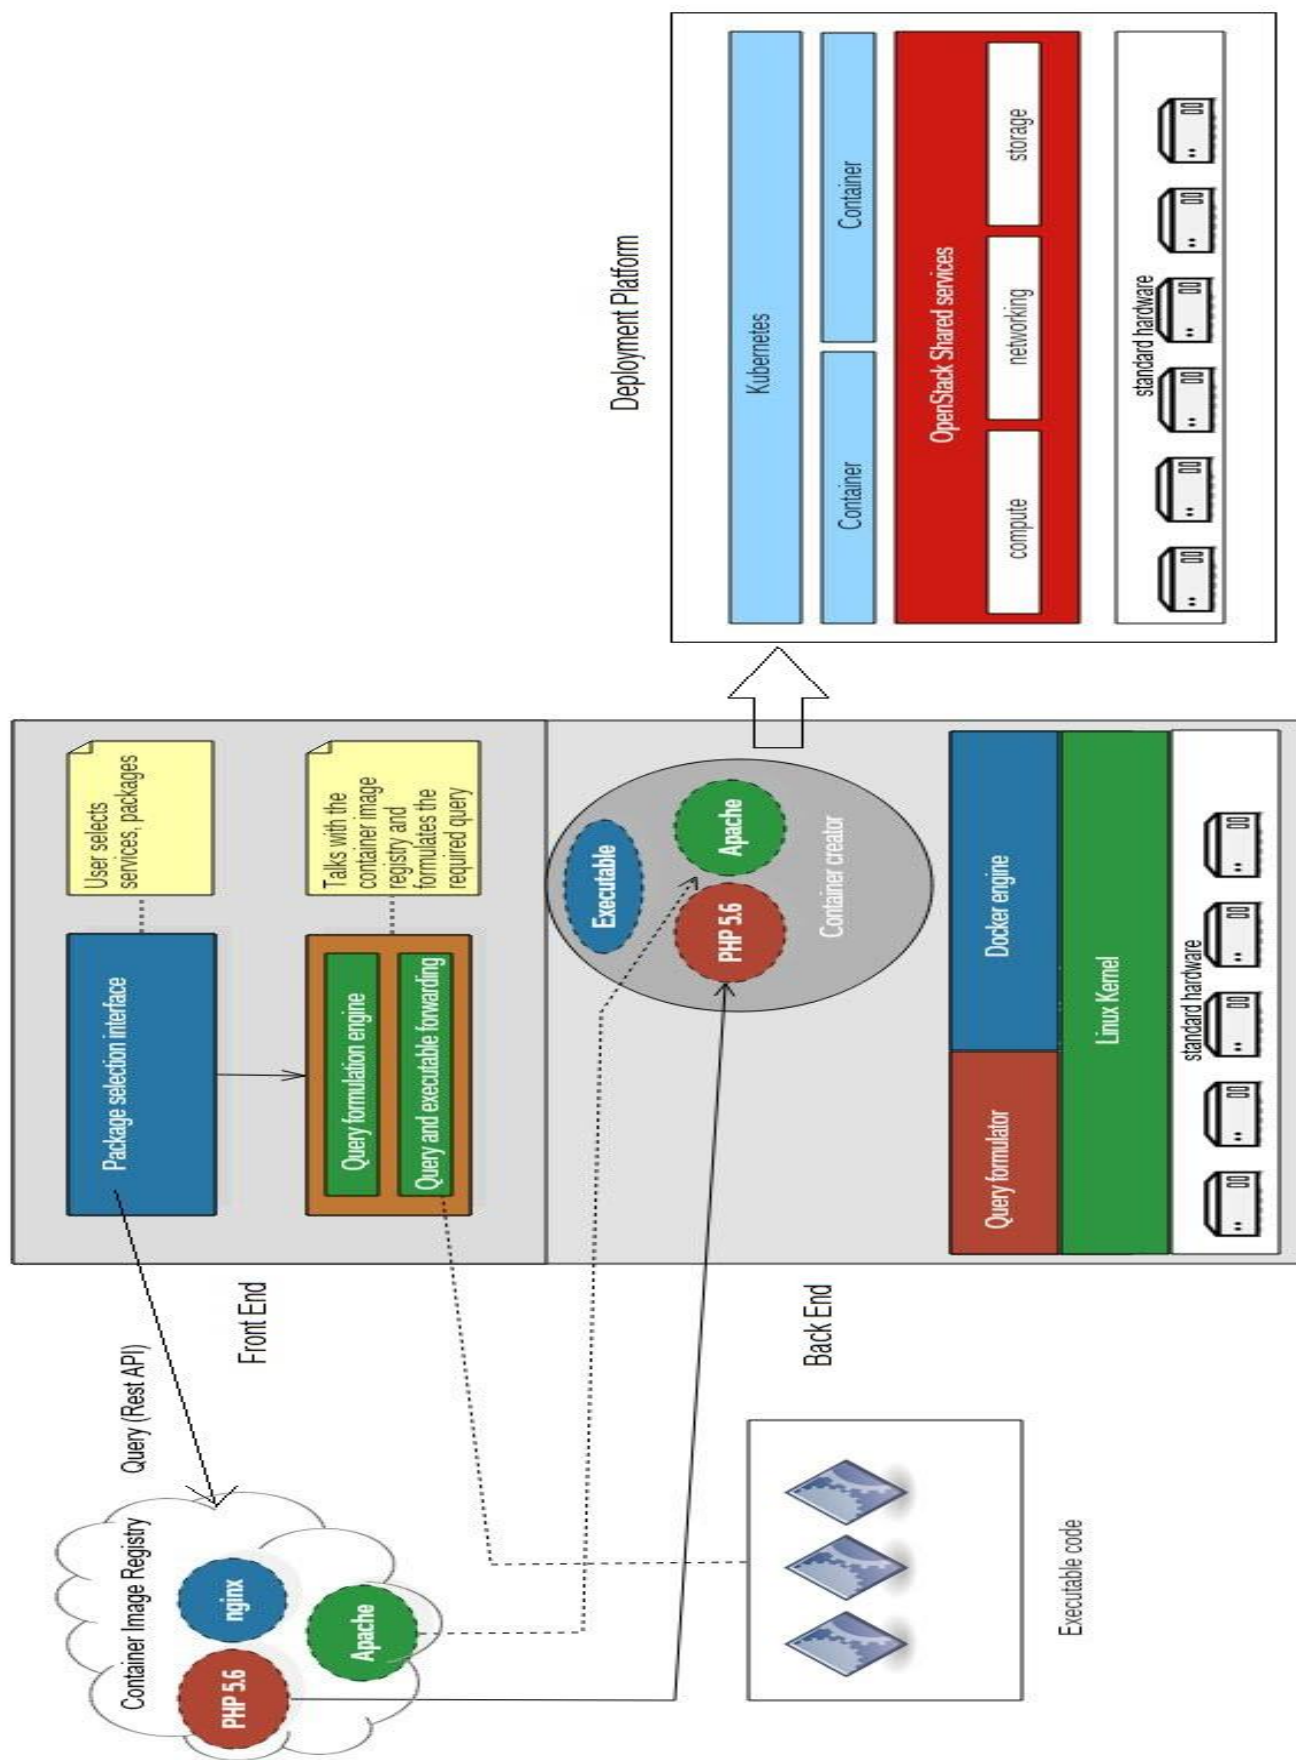 Container Image Registry
PHP 5.6
nginx
Apache
Query (Rest API)
Front End
Package selection interface
User selects
services, packages
Query formulation engine
Query and executable forwarding
Talks with the
container image
registry and
formulates the
required query
Executable code
Back End
Executable
PHP 5.6
Apache
Container creator
Query formulator
Docker engine
Linux Kernel
standard hardware
Deployment Platform
Kubernetes
Container
Container
OpenStack Shared services
compute
networking
storage
standard hardware